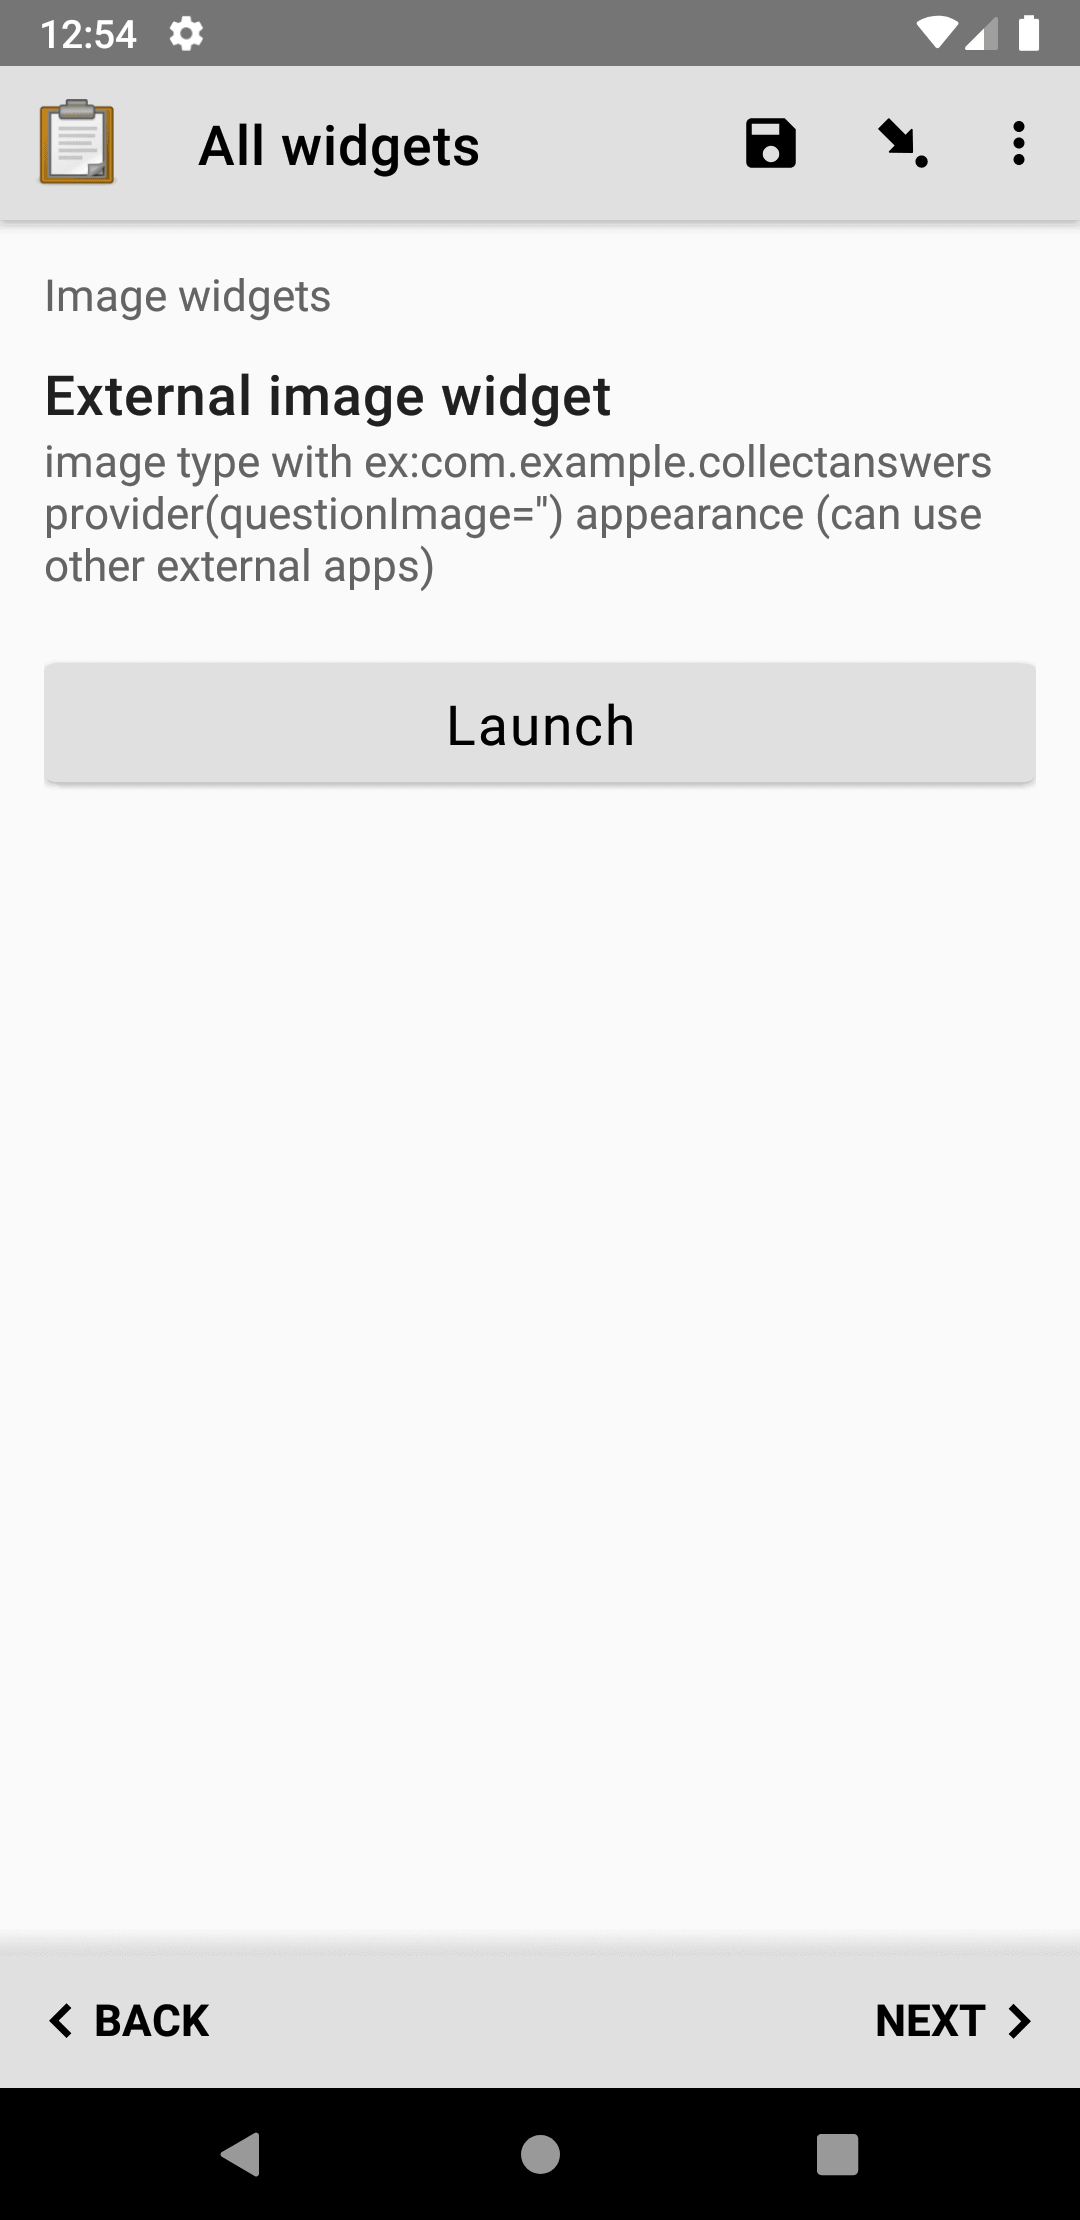 12:54
All widgets
Image widgets
External image widget
image type with ex:com.example.collectanswers
provider(questionImage='') appearance (can use
other external apps)
Launch
BACK
NEXT